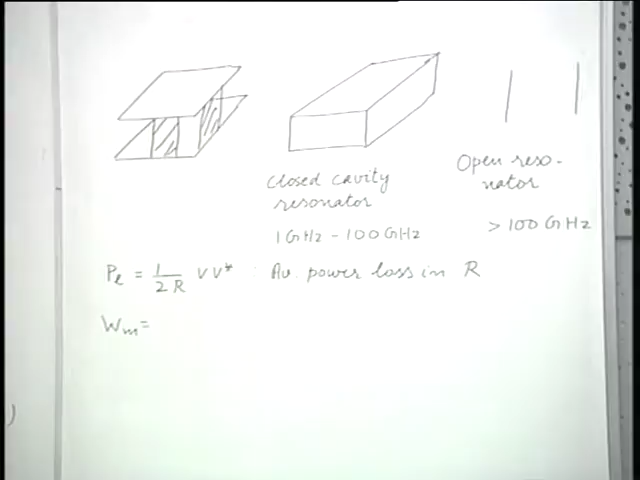 Closed cavity
resonator
1 GHz - 100 GHz
Open reso-
nator
> 100 GHz
Pl = 1/2R VV* : Av. power loss in R
Wm =
)